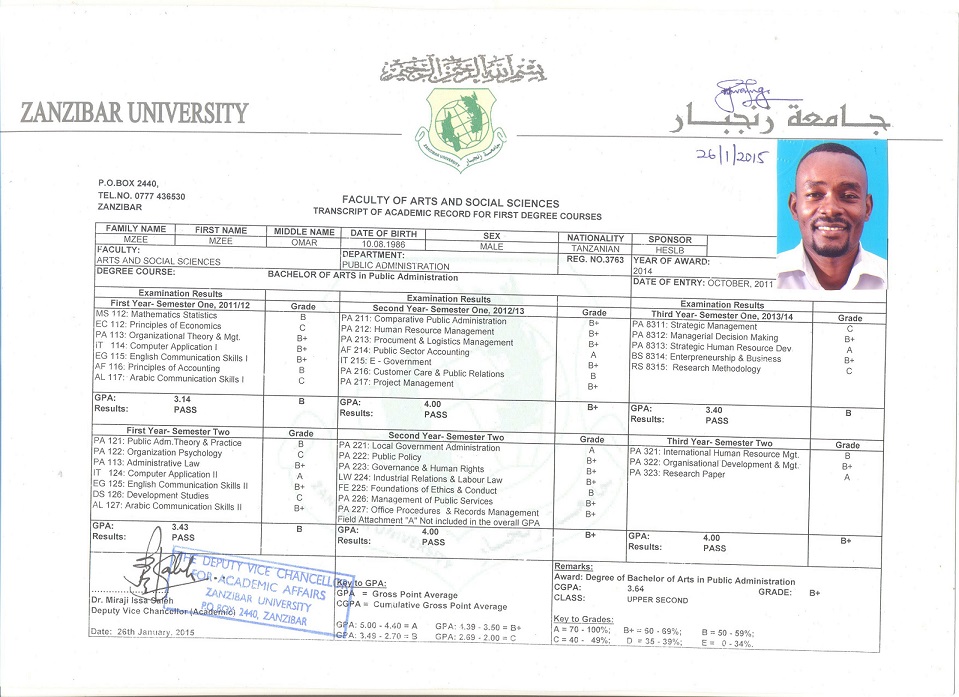 بسم الله الرحمن الرحيم
ZANZIBAR UNIVERSITY
جامعة زنجبار
ZANZIBAR UNIVERSITY جامعة زنجبار
26/1/2015
P.O.BOX 2440,
TEL.NO. 0777 436530
ZANZIBAR
FACULTY OF ARTS AND SOCIAL SCIENCES
TRANSCRIPT OF ACADEMIC RECORD FOR FIRST DEGREE COURSES
FAMILY NAME FIRST NAME MIDDLE NAME DATE OF BIRTH SEX NATIONALITY SPONSOR
MZEE MZEE OMAR 10.08.1986 MALE TANZANIAN HESLB
FACULTY: DEPARTMENT: REG. NO.3763 YEAR OF AWARD:
ARTS AND SOCIAL SCIENCES PUBLIC ADMINISTRATION 2014
DEGREE COURSE: BACHELOR OF ARTS in Public Administration DATE OF ENTRY: OCTOBER, 2011
Examination Results
First Year- Semester One, 2011/12 Grade
MS 112: Mathematics Statistics B
EC 112: Principles of Economics C
PA 113: Organizational Theory & Mgt. B+
IT 114: Computer Application I B+
EG 115: English Communication Skills I B+
AF 116: Principles of Accounting B
AL 117: Arabic Communication Skills I C
GPA: 3.14 B
Results: PASS
Examination Results
Second Year- Semester One, 2012/13 Grade
PA 211: Comparative Public Administration B+
PA 212: Human Resource Management B+
PA 213: Procument & Logistics Management B+
AF 214: Public Sector Accounting A
IT 215: E - Government B+
PA 216: Customer Care & Public Relations B
PA 217: Project Management B+
GPA: 4.00 B+
Results: PASS
Examination Results
Third Year- Semester One, 2013/14 Grade
PA 8311: Strategic Management C
PA 8312: Managerial Decision Making B+
PA 8313: Strategic Human Resource Dev. A
BS 8314: Enterpreneurship & Business B+
RS 8315: Research Methodology C
GPA: 3.40 B
Results: PASS
First Year- Semester Two Grade
PA 121: Public Adm.Theory & Practice B
PA 122: Organization Psychology C
PA 113: Administrative Law B+
IT 124: Computer Application II A
EG 125: English Communication Skills II B+
DS 126: Development Studies C
AL 127: Arabic Communication Skills II B+
GPA: 3.43 B
Results: PASS
Second Year- Semester Two Grade
PA 221: Local Government Administration A
PA 222: Public Policy B+
PA 223: Governance & Human Rights B+
LW 224: Industrial Relations & Labour Law B+
FE 225: Foundations of Ethics & Conduct B
PA 226: Management of Public Services B+
PA 227: Office Procedures & Records Management B+
Field Attachment "A" Not included in the overall GPA
GPA: 4.00 B+
Results: PASS
Third Year- Semester Two Grade
PA 321: International Human Resource Mgt. B
PA 322: Organisational Development & Mgt. B+
PA 323: Research Paper A
GPA: 4.00 B+
Results: PASS
THE DEPUTY VICE CHANCELLOR
FOR ACADEMIC AFFAIRS
ZANZIBAR UNIVERSITY
P.O. BOX 2440, ZANZIBAR
Dr. Miraji Issa Saleh
Deputy Vice Chancellor (Academic)
Date: 26th January, 2015
Key to GPA:
GPA = Gross Point Average
CGPA = Cumulative Gross Point Average
GPA: 5.00 - 4.40 = A GPA: 1.39 - 3.50 = B+
GPA: 3.49 - 2.70 = B GPA: 2.69 - 2.00 = C
Remarks:
Award: Degree of Bachelor of Arts in Public Administration
CGPA: 3.64 GRADE: B+
CLASS: UPPER SECOND
Key to Grades:
A = 70 - 100%; B+ = 60 - 69%; B = 50 - 59%;
C = 40 - 49%; D = 35 - 39%; E = 0 - 34%.